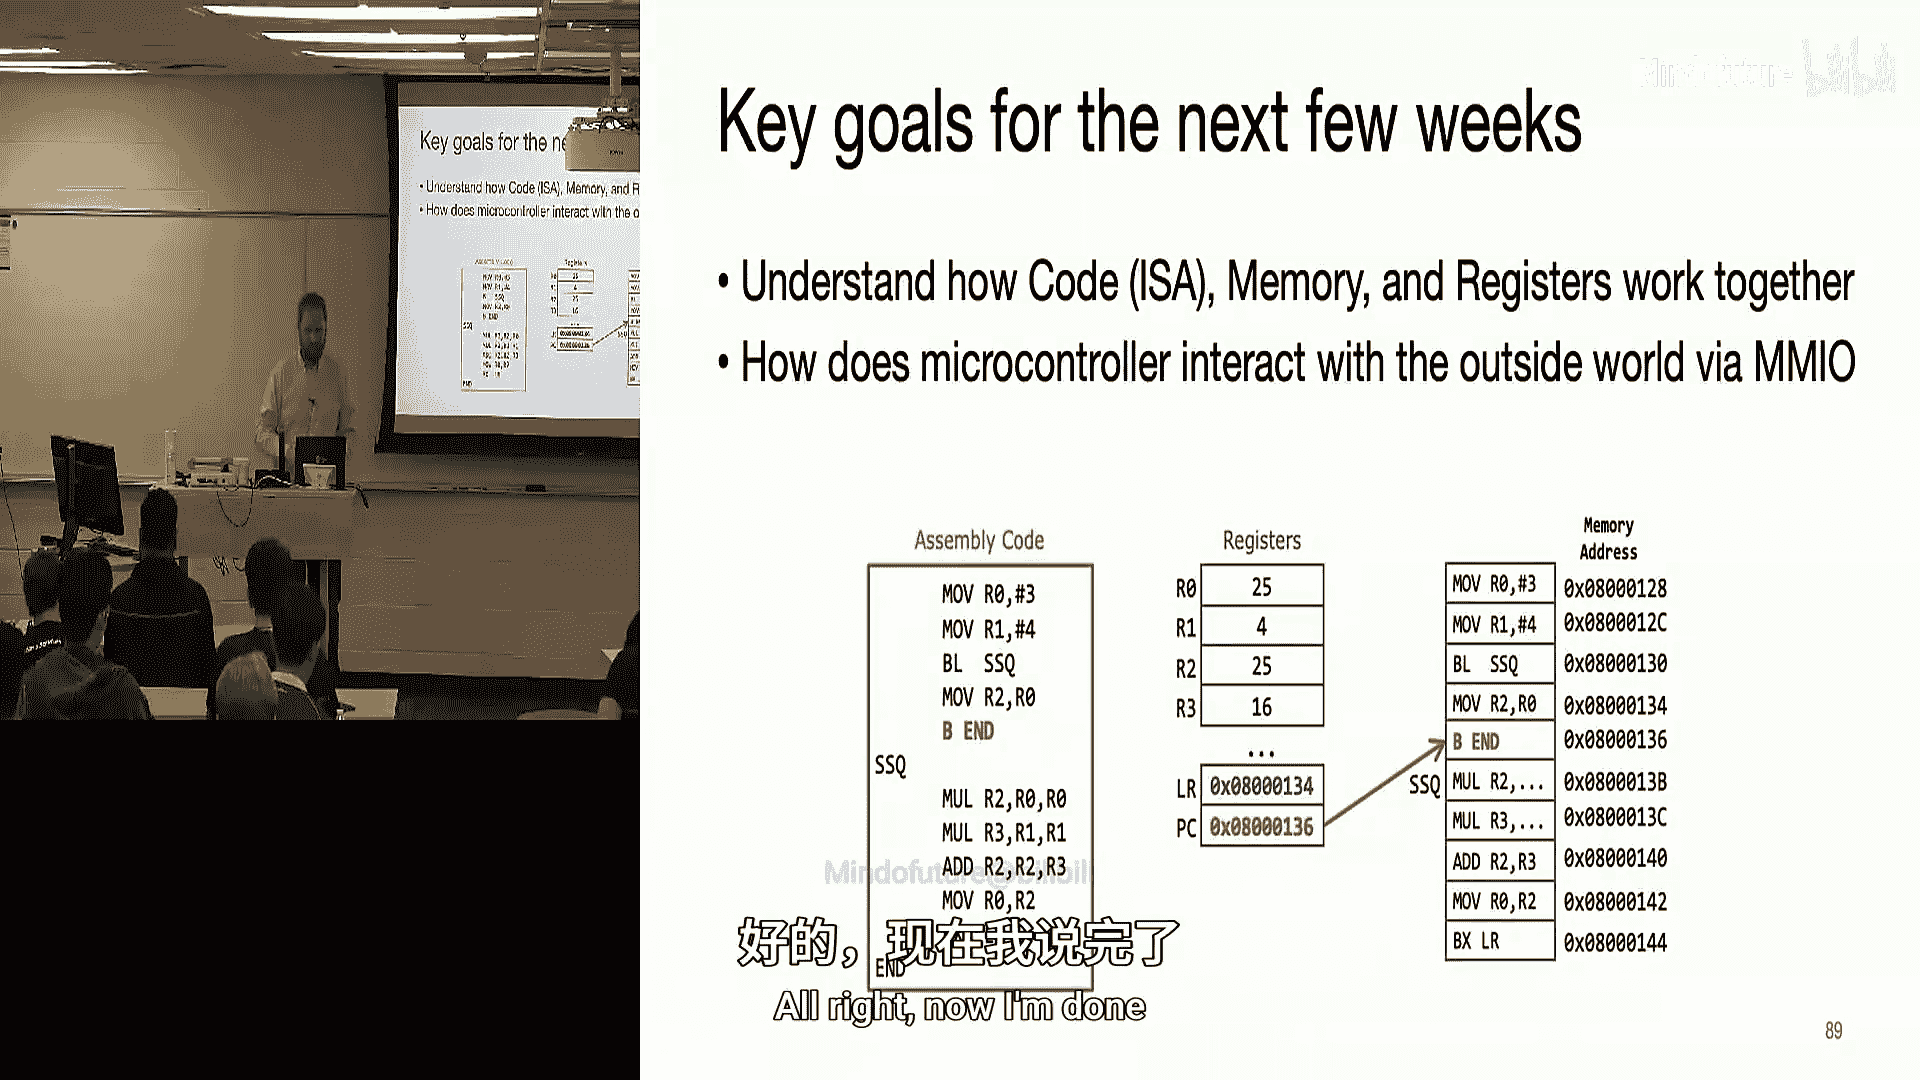 Key goals for the next few weeks
• Understand how Code (ISA), Memory, and Registers work together
• How does microcontroller interact with the outside world via MMIO
Assembly Code
MOV R0,#3
MOV R1,#4
BL SSQ
MOV R2,R0
B END
SSQ
MUL R2,R0,R0
MUL R3,R1,R1
ADD R2,R2,R3
MOV R0,R2
END
Registers
R0 25
R1 4
R2 25
R3 16
...
LR 0x08000134
PC 0x08000136
Memory
Address
MOV R0,#3 0x08000128
MOV R1,#4 0x0800012C
BL SSQ 0x08000130
MOV R2,R0 0x08000134
B END 0x08000136
SSQ MUL R2,... 0x0800013B
MUL R3,... 0x0800013C
ADD R2,R3 0x08000140
MOV R0,R2 0x08000142
BX LR 0x08000144
Mindofuture@bilibili
好的，现在我说完了
All right, now I'm done
89
Key goals for the ne
• Understand how Code (ISA), Memory, and R
• How does microcontroller interact with the o